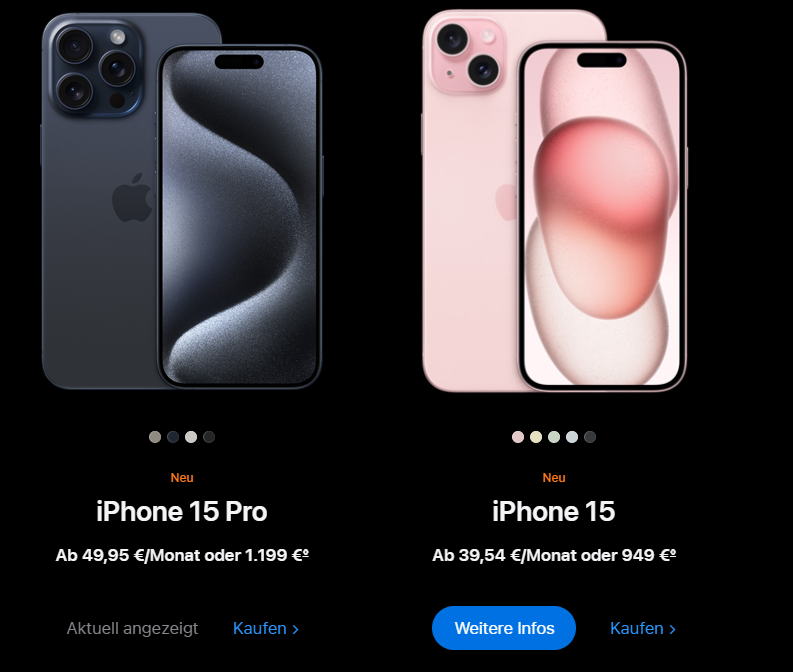 Neu
iPhone 15 Pro
Ab 49,95 €/Monat oder 1.199 €⁠º
Aktuell angezeigt Kaufen >
Neu
iPhone 15
Ab 39,54 €/Monat oder 949 €º
Weitere Infos Kaufen >